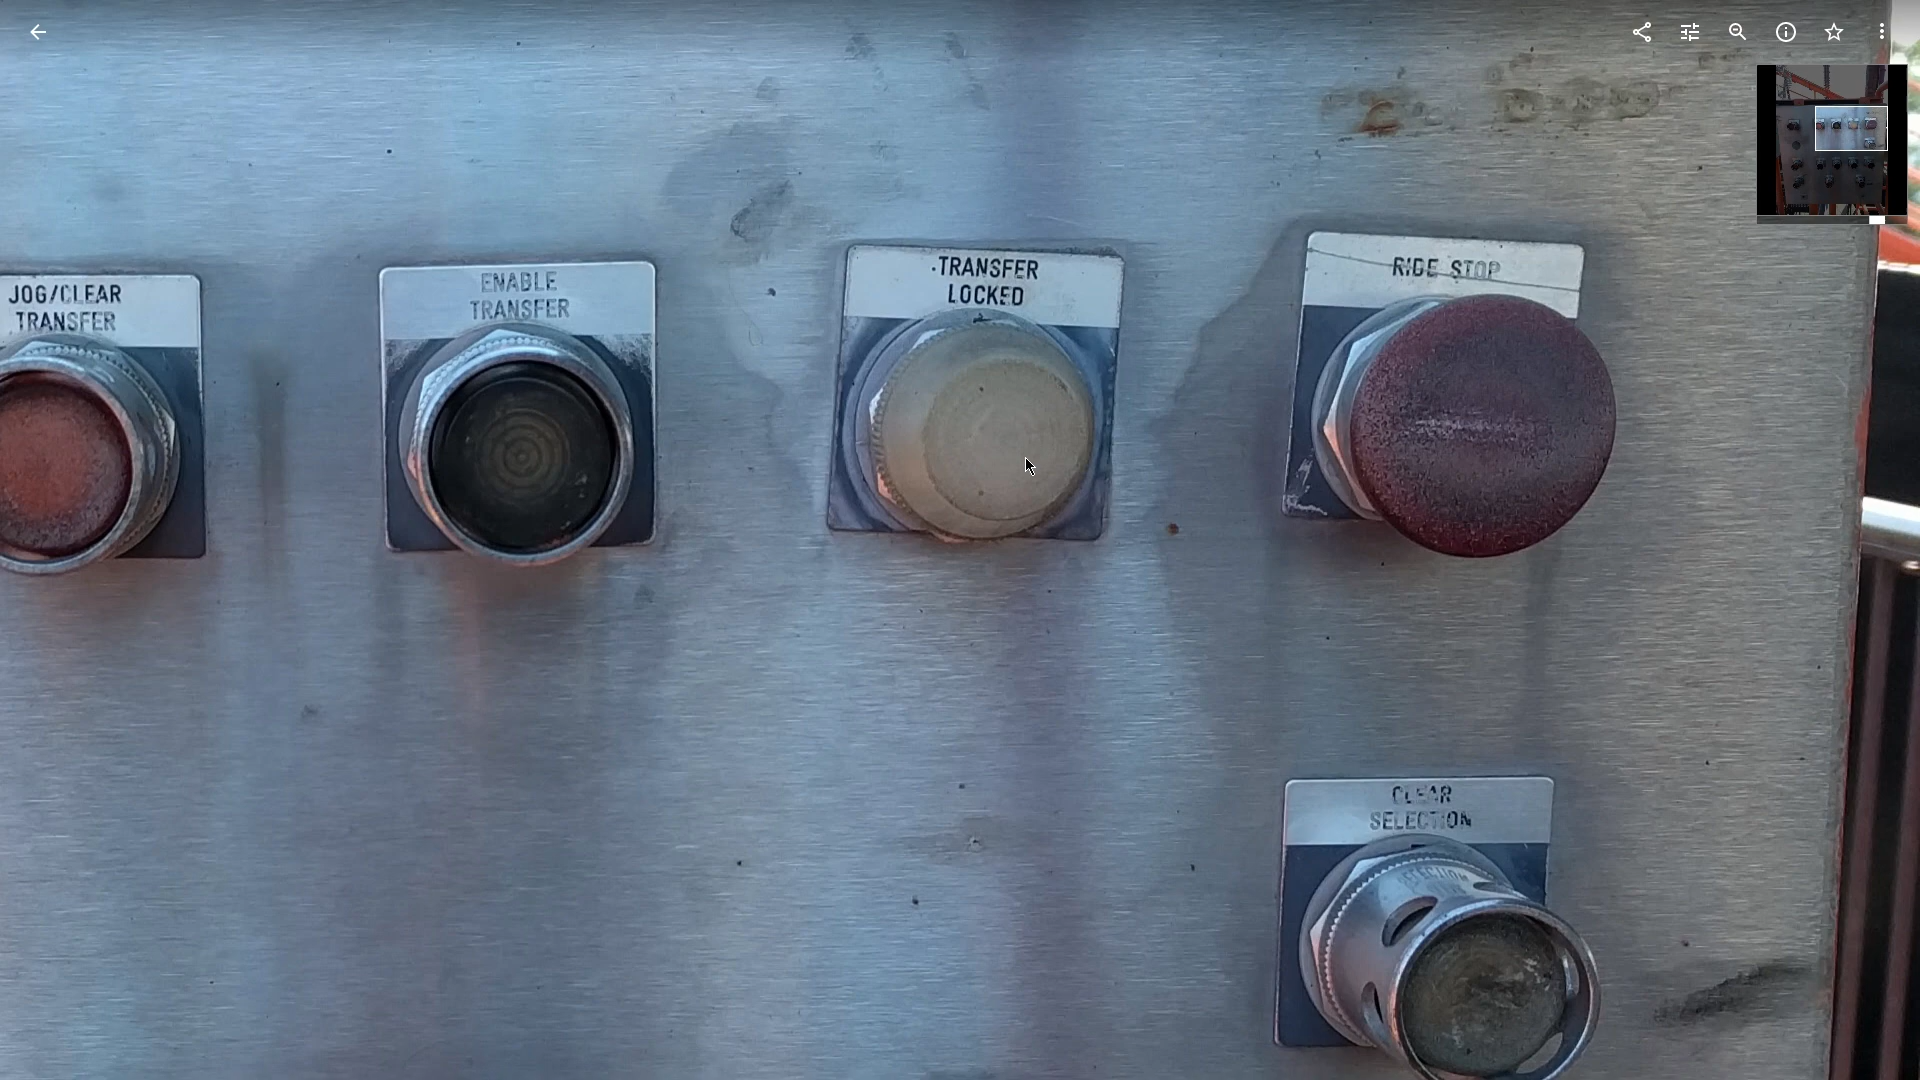 JOG/CLEAR
TRANSFER
ENABLE
TRANSFER
TRANSFER
LOCKED
RIDE STOP
CLEAR
SELECTION